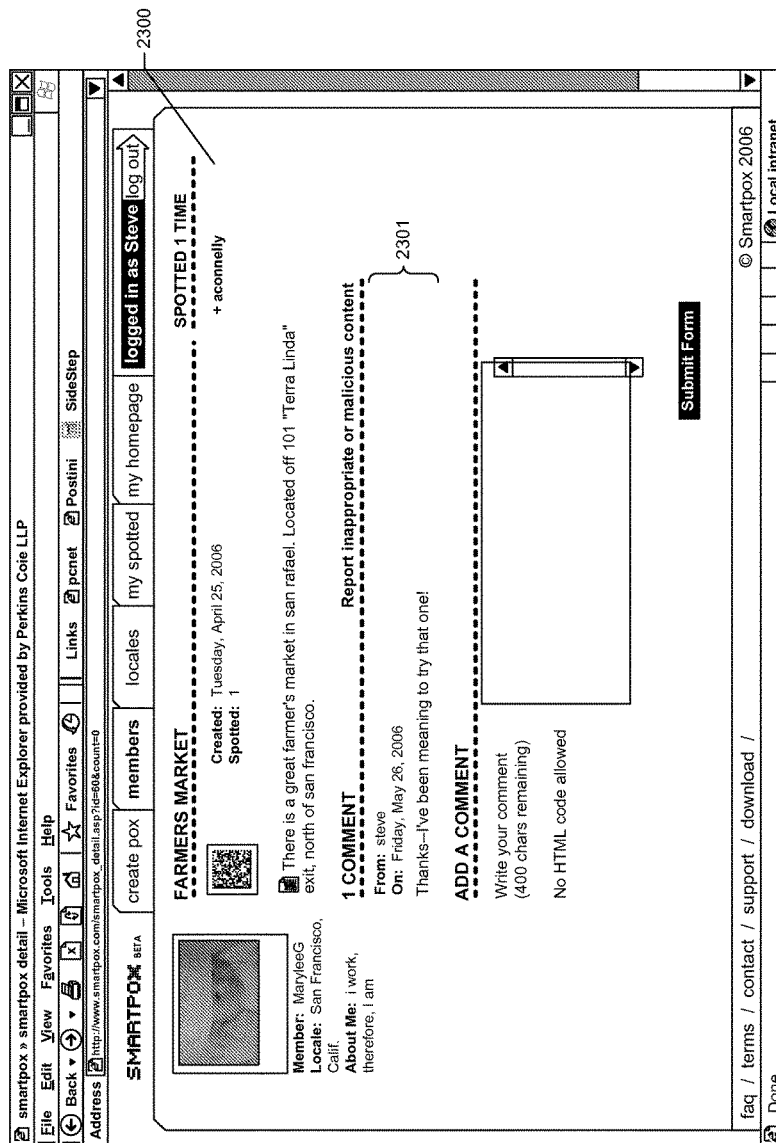 smartpox » smartpox detail – Microsoft Internet Explorer provided by Perkins Coie LLP
File Edit View Favorites Tools Help
Back Favorites Links pcnet Postini SideStep
Address http://www.smartpox.com/smartpox_detail.asp?id=60&count=0
SMARTPOX BETA
create pox members locales my spotted my homepage logged in as Steve log out
2300
Member: MaryleeG
Locale: San Francisco,
Calif.
About Me: i work,
therefore, I am
FARMERS MARKET
SPOTTED 1 TIME
Created: Tuesday, April 25, 2006
Spotted: 1
+ aconnelly
There is a great farmer's market in san rafael. Located off 101 "Terra Linda"
exit, north of san francisco.
1 COMMENT
Report inappropriate or malicious content
From: steve
On: Friday, May 26, 2006
Thanks--I've been meaning to try that one!
2301
ADD A COMMENT
Write your comment
(400 chars remaining)
No HTML code allowed
Submit Form
faq / terms / contact / support / download /
© Smartpox 2006
Done
Local intranet